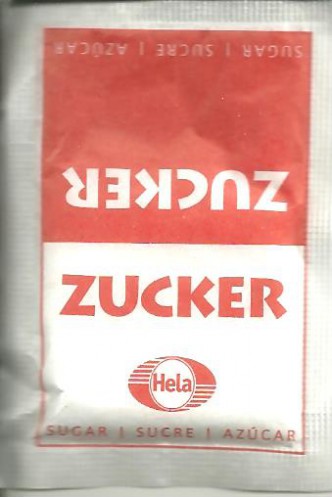 SUGAR | SUCRE | AZÚCAR
ZUCKER
ZUCKER
Hela
SUGAR | SUCRE | AZÚCAR